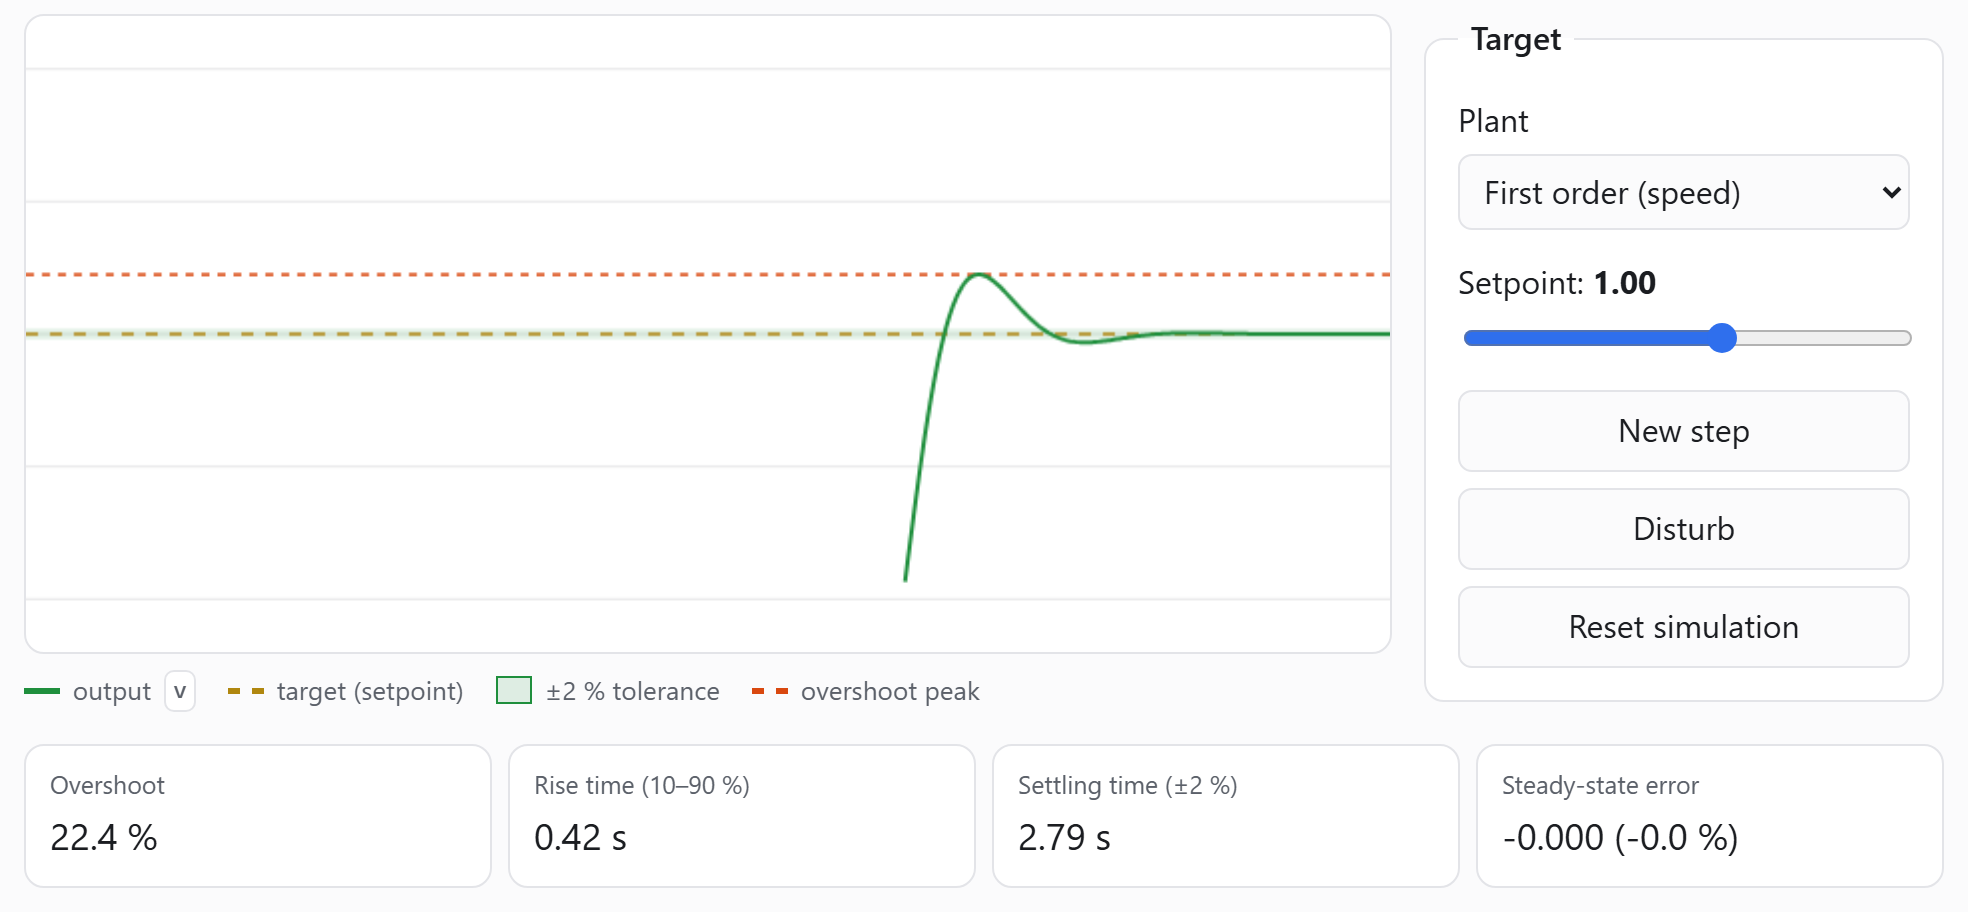 Target
Plant
First order (speed)
Setpoint: 1.00
New step
Disturb
Reset simulation
output v target (setpoint) ±2 % tolerance overshoot peak
Overshoot
22.4 %
Rise time (10–90 %)
0.42 s
Settling time (±2 %)
2.79 s
Steady-state error
-0.000 (-0.0 %)